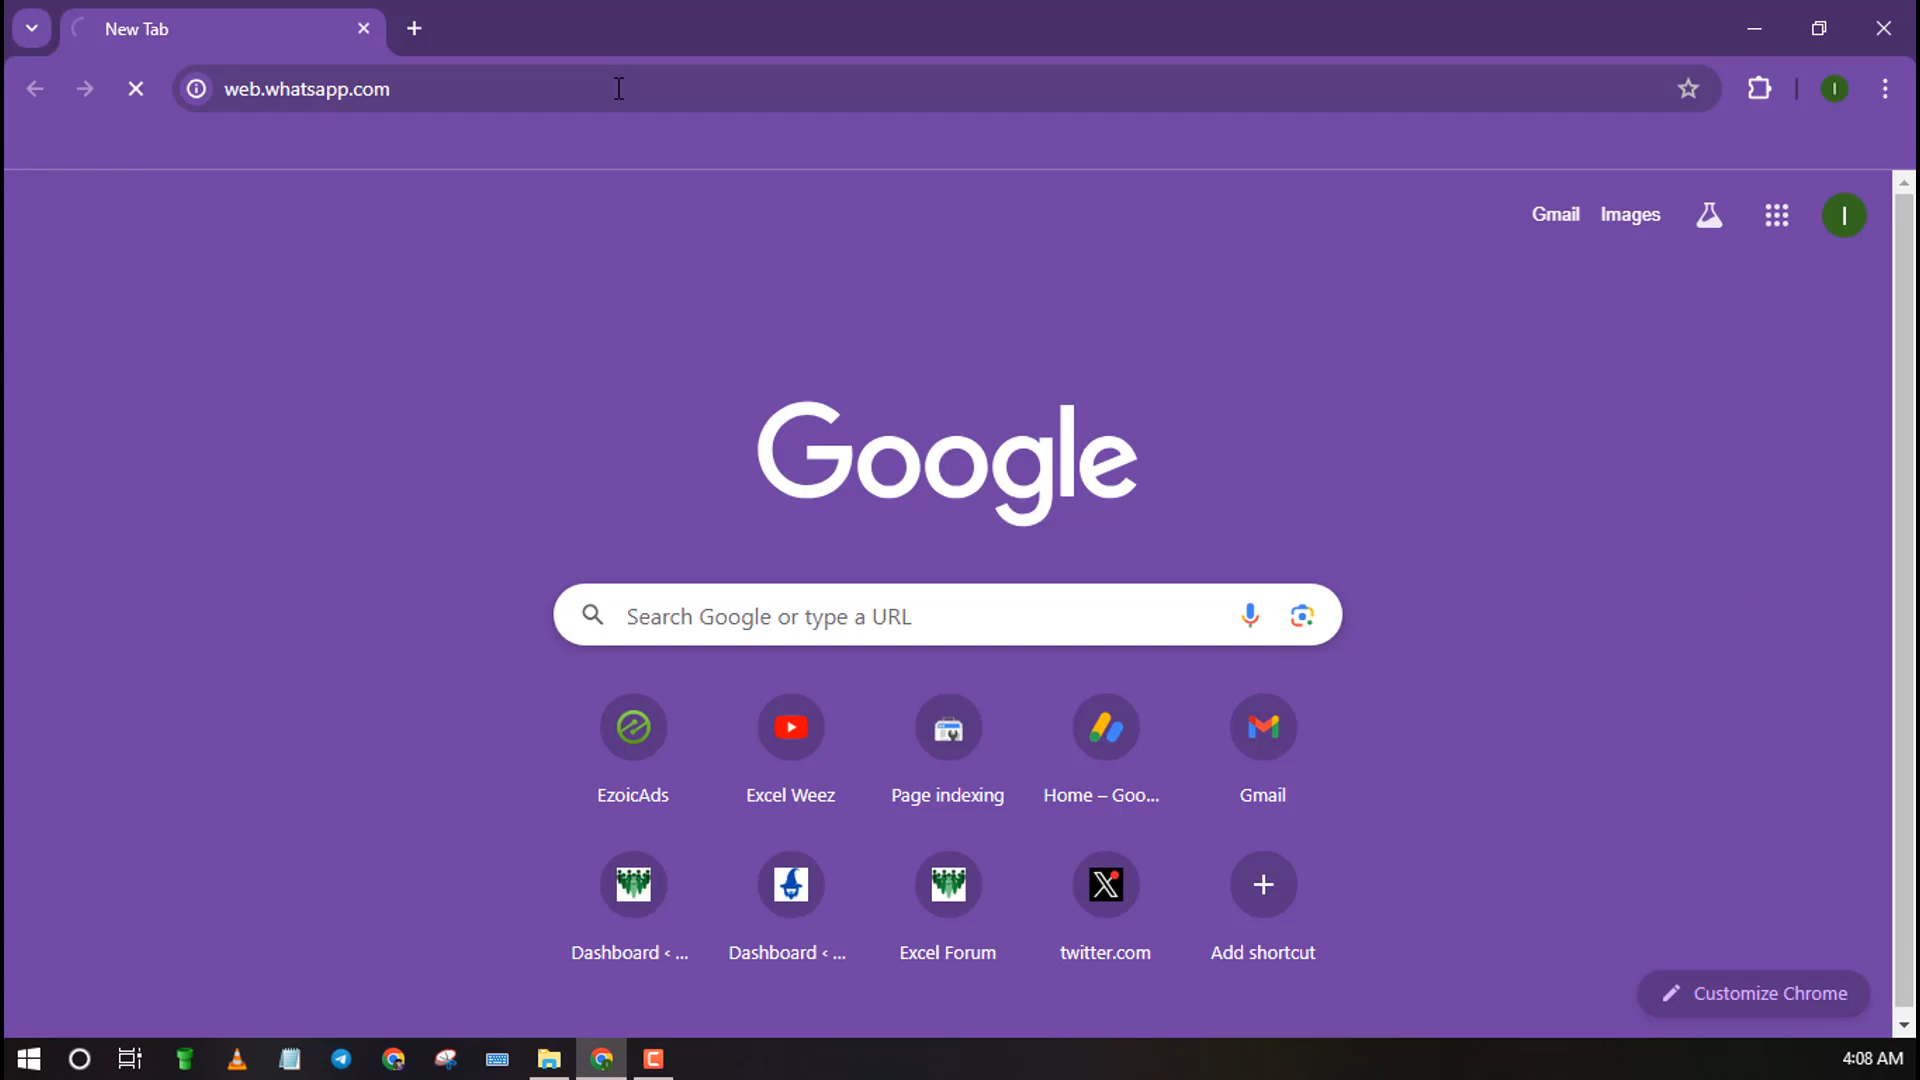 New Tab
web.whatsapp.com
Gmail Images
I
I
Google
Search Google or type a URL
EzoicAds Excel Weez Page indexing Home – Goo... Gmail
Dashboard ‹ ... Dashboard ‹ ... Excel Forum twitter.com Add shortcut
Customize Chrome
4:08 AM